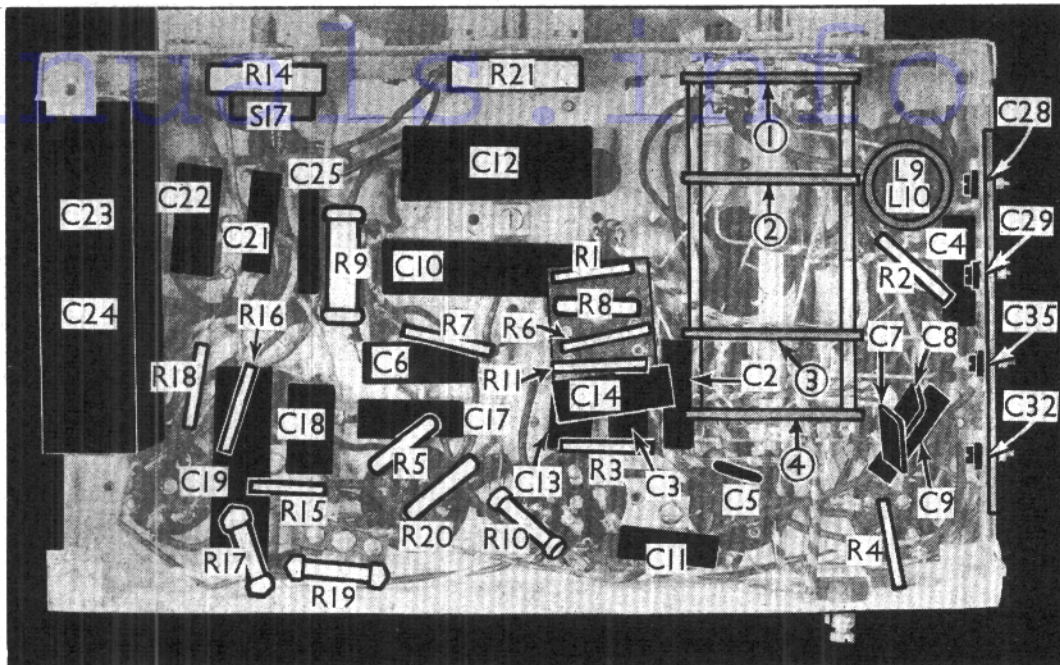 nuals.info
R14
R21
S17
C28
C12
L9
L10
C25
C22
C23
C21
C29
C4
R9
C10
R1
R2
R8
C24
R16
R7
R6
C35
C7
C8
C6
R18
R11
C2
C14
C32
C18
C17
R5
C19
C13
R3
C3
C5
C9
R15
R20
R10
R17
C11
R4
R19
1
2
3
4